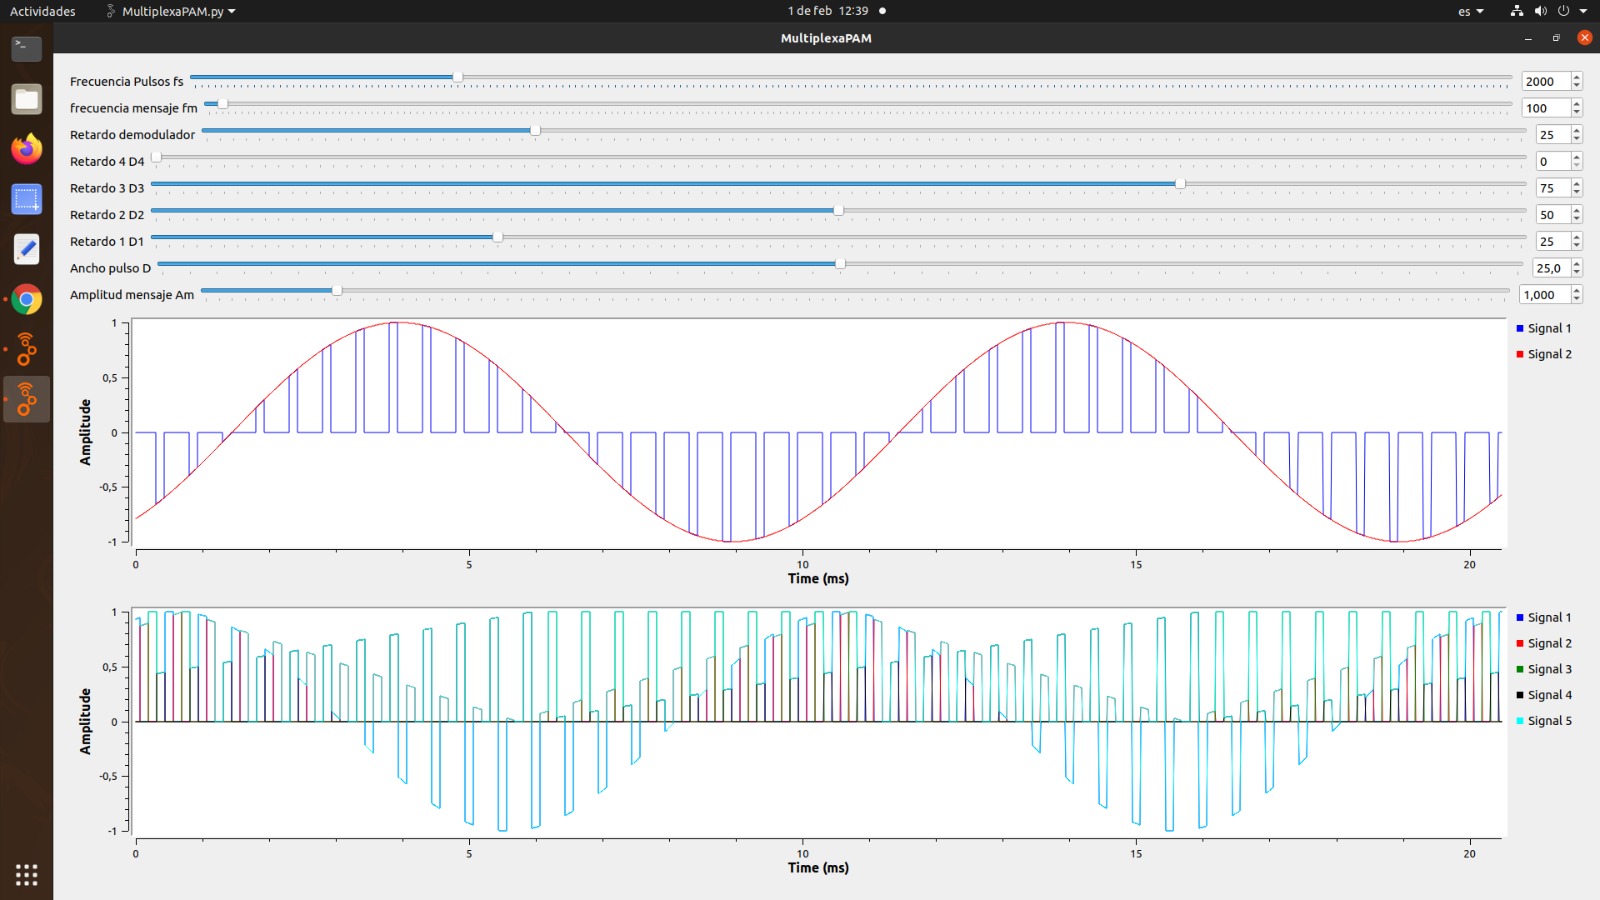 Actividades MultiplexaPAM.py 1 de feb 12:39 es
MultiplexaPAM
Frecuencia Pulsos fs 2000
frecuencia mensaje fm 100
Retardo demodulador 25
Retardo 4 D4 0
Retardo 3 D3 75
Retardo 2 D2 50
Retardo 1 D1 25
Ancho pulso D 25,0
Amplitud mensaje Am 1,000
1
0,5
0
-0,5
-1
Amplitude
0 5 10 15 20
Time (ms)
Signal 1
Signal 2
1
0,5
0
-0,5
-1
Amplitude
0 5 10 15 20
Time (ms)
Signal 1
Signal 2
Signal 3
Signal 4
Signal 5